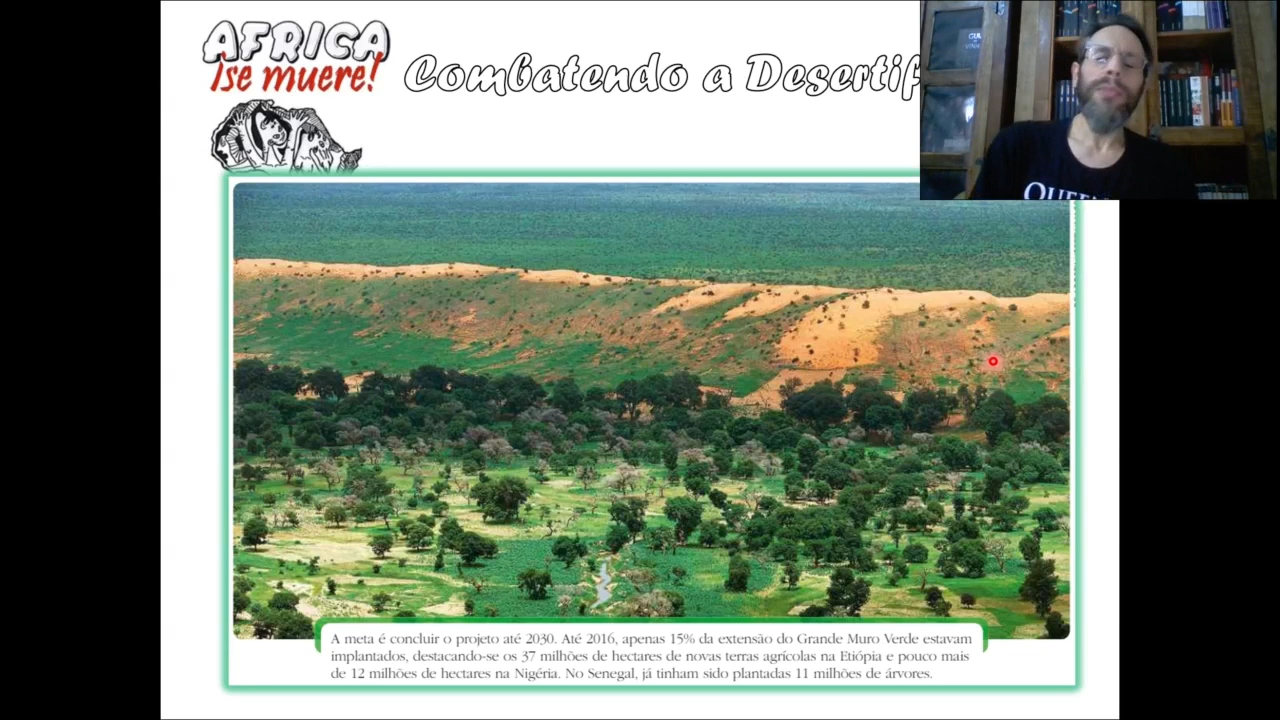 AFRICA
¡se muere!
Combatendo a Desertif
QUEEN
A meta é concluir o projeto até 2030. Até 2016, apenas 15% da extensão do Grande Muro Verde estavam
implantados, destacando-se os 37 milhões de hectares de novas terras agrícolas na Etiópia e pouco mais
de 12 milhões de hectares na Nigéria. No Senegal, já tinham sido plantadas 11 milhões de árvores.